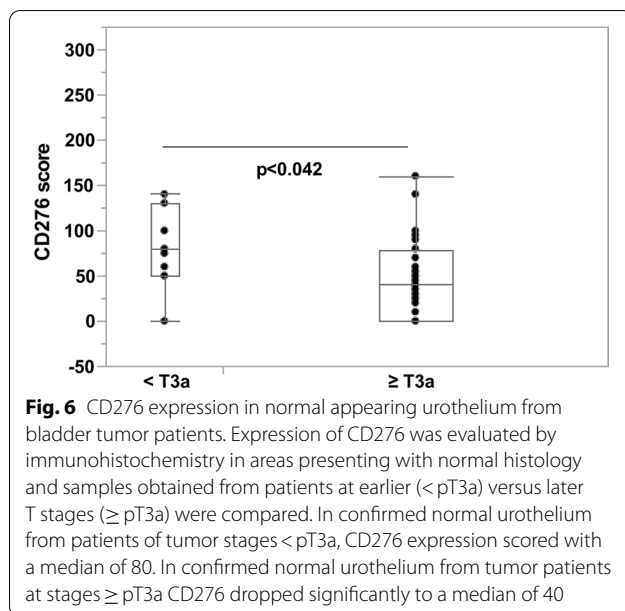 300
250
200
150
100
50
0
-50
CD276 score
p<0.042
< T3a
≥ T3a
Fig. 6 CD276 expression in normal appearing urothelium from
bladder tumor patients. Expression of CD276 was evaluated by
immunohistochemistry in areas presenting with normal histology
and samples obtained from patients at earlier (< pT3a) versus later
T stages (≥ pT3a) were compared. In confirmed normal urothelium
from patients of tumor stages < pT3a, CD276 expression scored with
a median of 80. In confirmed normal urothelium from tumor patients
at stages ≥ pT3a CD276 dropped significantly to a median of 40